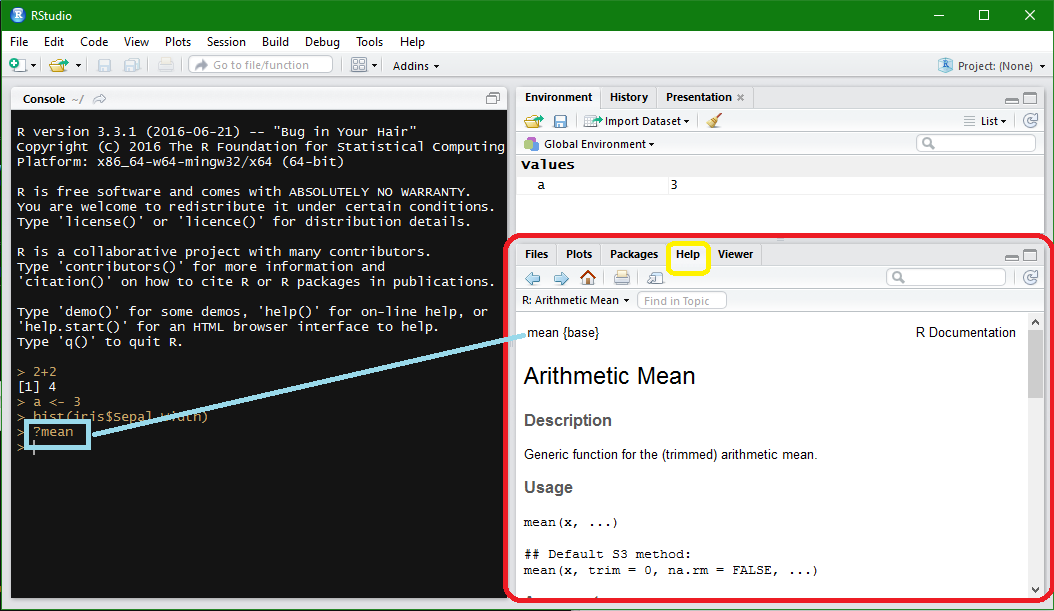 RStudio
File Edit Code View Plots Session Build Debug Tools Help
Go to file/function Addins Project: (None)
Console ~/
R version 3.3.1 (2016-06-21) -- "Bug in Your Hair"
Copyright (C) 2016 The R Foundation for Statistical Computing
Platform: x86_64-w64-mingw32/x64 (64-bit)
R is free software and comes with ABSOLUTELY NO WARRANTY.
You are welcome to redistribute it under certain conditions.
Type 'license()' or 'licence()' for distribution details.
R is a collaborative project with many contributors.
Type 'contributors()' for more information and
'citation()' on how to cite R or R packages in publications.
Type 'demo()' for some demos, 'help()' for on-line help, or
'help.start()' for an HTML browser interface to help.
Type 'q()' to quit R.
> 2+2
[1] 4
> a <- 3
> hist(iris$Sepal.Width)
> ?mean
>
Environment History Presentation
Import Dataset List
Global Environment
Values
a 3
Files Plots Packages Help Viewer
R: Arithmetic Mean Find in Topic
mean {base} R Documentation
Arithmetic Mean
Description
Generic function for the (trimmed) arithmetic mean.
Usage
mean(x, ...)
## Default S3 method:
mean(x, trim = 0, na.rm = FALSE, ...)